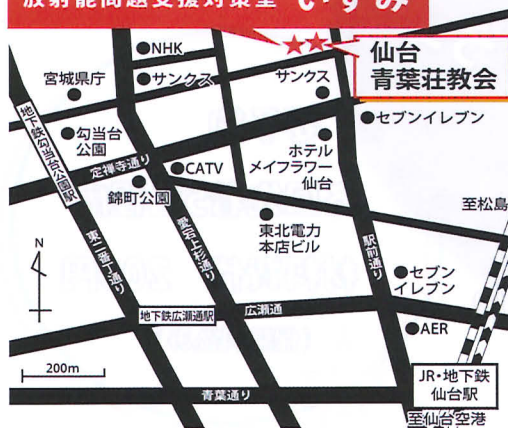 放射能問題支援対策室 いずみ
NHK
サンクス
宮城県庁
サンクス
仙台
青葉荘教会
セブンイレブン
勾当台
公園
地下鉄勾当台公園駅
定禅寺通り
CATV
ホテル
メイフラワー
仙台
錦町公園
東北電力
本店ビル
至松島
東二番丁通り
愛宕上杉通り
駅前通り
N
セブン
イレブン
地下鉄広瀬通駅
広瀬通
AER
200m
JR・地下鉄
仙台駅
青葉通り
至仙台空港